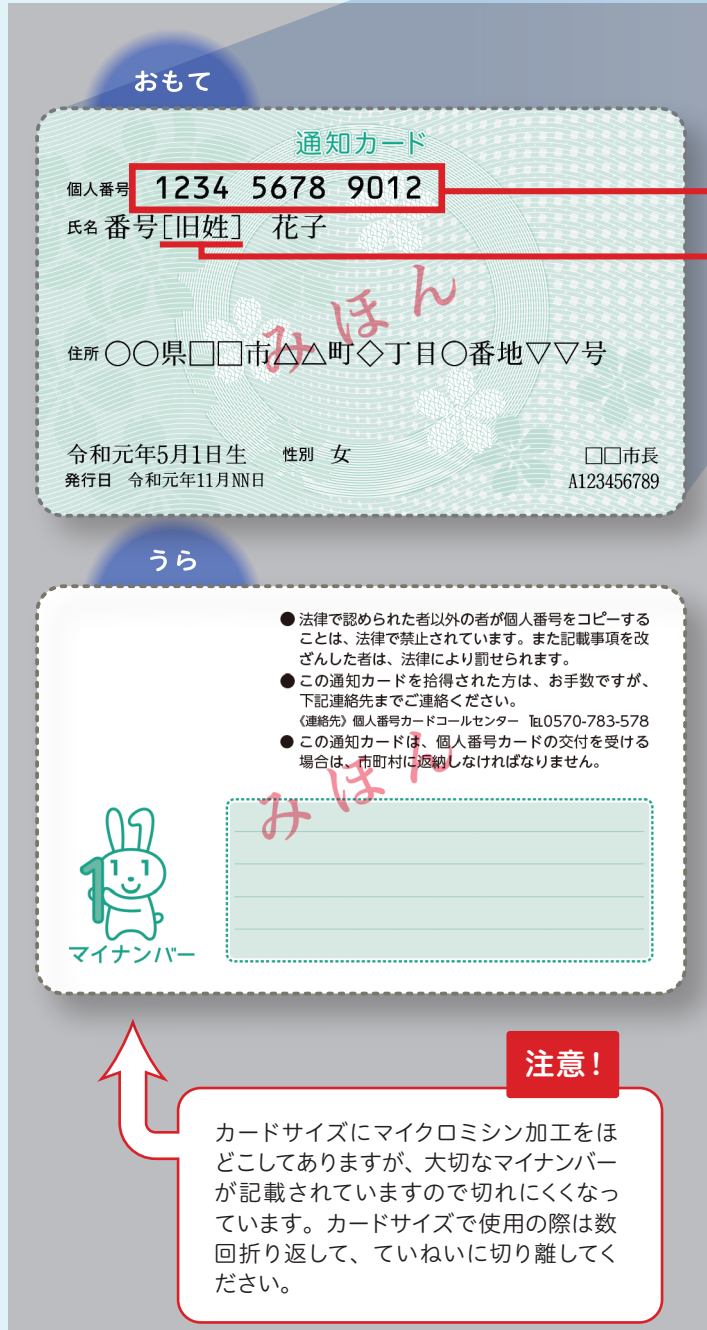 おもて
通知カード
個人番号 1234 5678 9012
氏名 番号[旧姓] 花子
みほん
住所 〇〇県□□市△△町◇丁目〇番地▽▽号
令和元年5月1日生 性別 女 □□市長
発行日 令和元年11月NN日 A123456789
うら
● 法律で認められた者以外の者が個人番号をコピーする
ことは、法律で禁止されています。また記載事項を改
ざんした者は、法律により罰せられます。
● この通知カードを拾得された方は、お手数ですが、
下記連絡先までご連絡ください。
《連絡先》個人番号カードコールセンター ℡0570-783-578
● この通知カードは、個人番号カードの交付を受ける
場合は、市町村に返納しなければなりません。
みほん
1
マイナンバー
注意!
カードサイズにマイクロミシン加工をほ
どこしてありますが、大切なマイナンバー
が記載されていますので切れにくくなっ
ています。カードサイズで使用の際は数
回折り返して、ていねいに切り離してく
ださい。